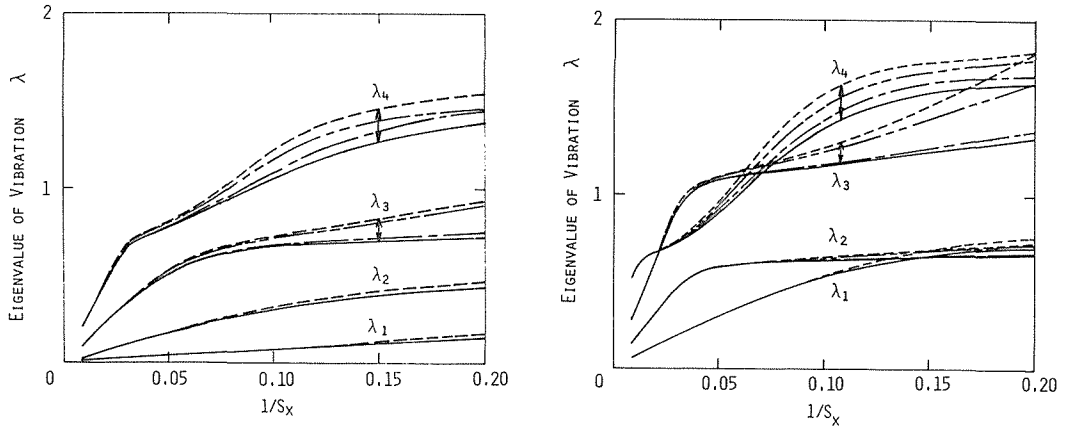 2
λ
EIGENVALUE OF VIBRATION
1
0
λ4
λ3
λ2
λ1
0.05
0.10
0.15
0.20
1/Sx
2
λ
EIGENVALUE OF VIBRATION
1
0
λ4
λ3
λ2
λ1
0.05
0.10
0.15
0.20
1/Sx